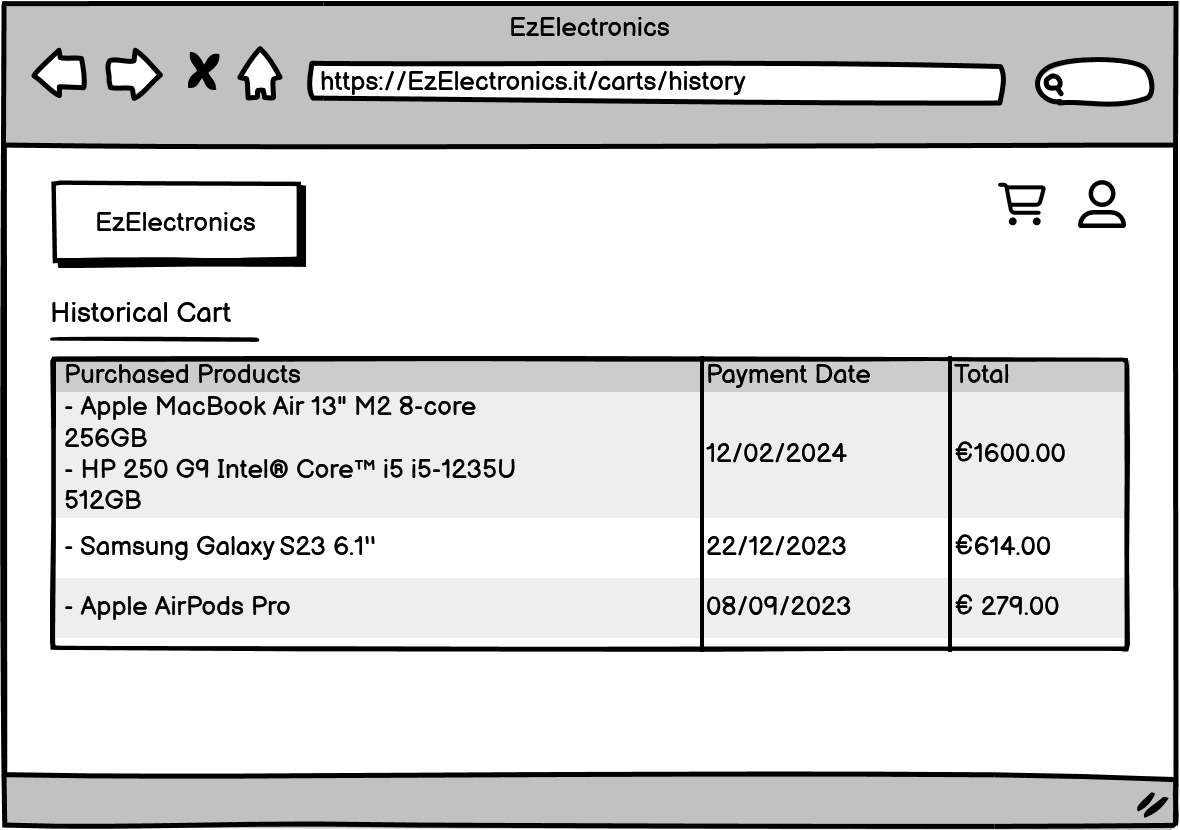 EzElectronics
https://EzElectronics.it/carts/history
EzElectronics
Historical Cart
Purchased Products Payment Date Total
- Apple MacBook Air 13" M2 8-core
256GB
- HP 250 G9 Intel® Core™ i5 i5-1235U
512GB
12/02/2024 €1600.00
- Samsung Galaxy S23 6.1'' 22/12/2023 €614.00
- Apple AirPods Pro 08/09/2023 € 279.00